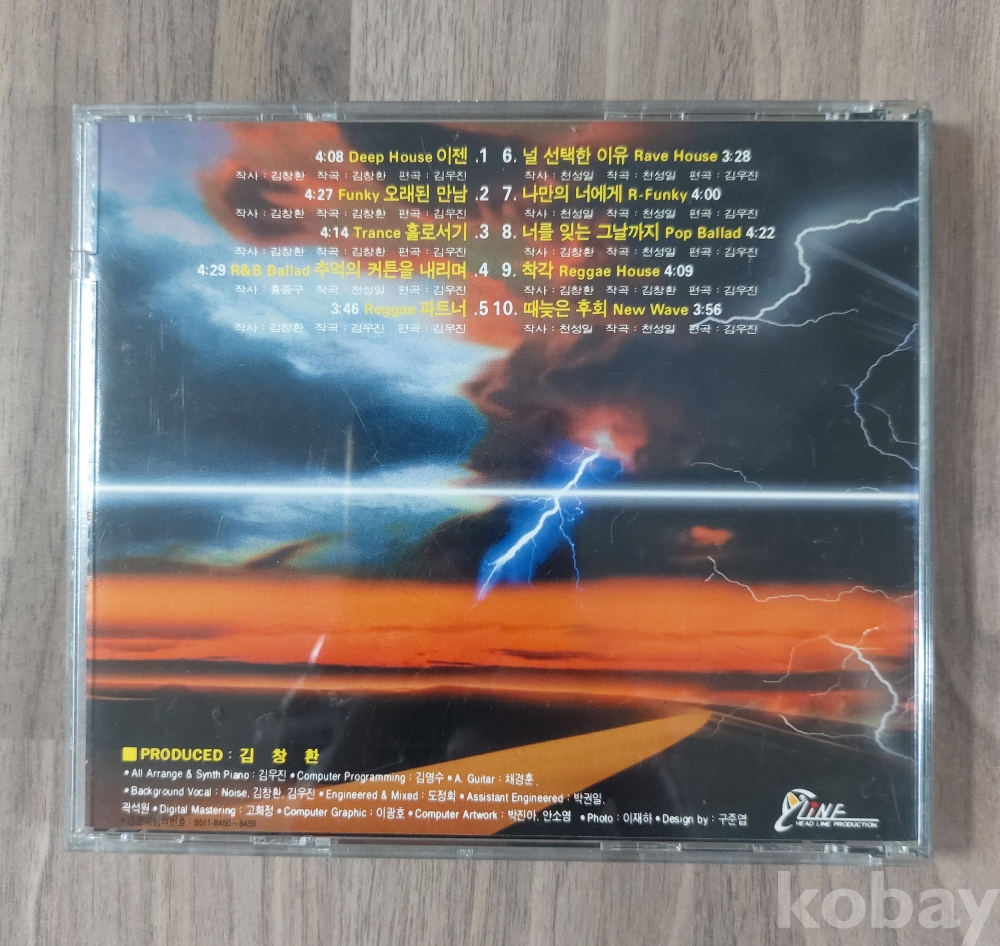 4:08 Deep House 이젠 .1
작사 : 김창환 작곡 : 김창환 편곡 : 김우진
4:27 Funky 오래된 만남 .2
작사 : 김창환 작곡 : 김창환 편곡 : 김우진
4:14 Trance 홀로서기 .3
작사 : 김창환 작곡 : 김창환 편곡 : 김우진
4:29 R&B Ballad 추억의 커튼을 내리며 .4
작사 : 홍종구 작곡 : 천성일 편곡 : 김우진
3:46 Reggae 파트너 .5
작사 : 김창환 작곡 : 김우진 편곡 : 김우진
6. 널 선택한 이유 Rave House 3:28
작사 : 천성일 작곡 : 천성일 편곡 : 김우진
7. 나만의 너에게 R-Funky 4:00
작사 : 천성일 작곡 : 천성일 편곡 : 김우진
8. 너를 잊는 그날까지 Pop Ballad 4:22
작사 : 김창환 작곡 : 천성일 편곡 : 김우진
9. 착각 Reggae House 4:09
작사 : 김창환 작곡 : 김창환 편곡 : 김우진
10. 때늦은 후회 New Wave 3:56
작사 : 천성일 작곡 : 천성일 편곡 : 김우진
PRODUCED : 김 창 환
•All Arrange & Synth Piano : 김우진 •Computer Programming : 김영수 •A. Guitar : 채경훈,
•Background Vocal : Noise, 김창환, 김우진 •Engineered & Mixed : 도정회 •Assistant Engineered : 박권일,
곽석원 •Digital Mastering : 고희정 •Computer Graphic : 이광호 •Computer Artwork : 박진아, 안소영 •Photo : 이재하 •Design by : 구준엽
9511-8450~8459
LINE
HEAD LINE PRODUCTION
kobay